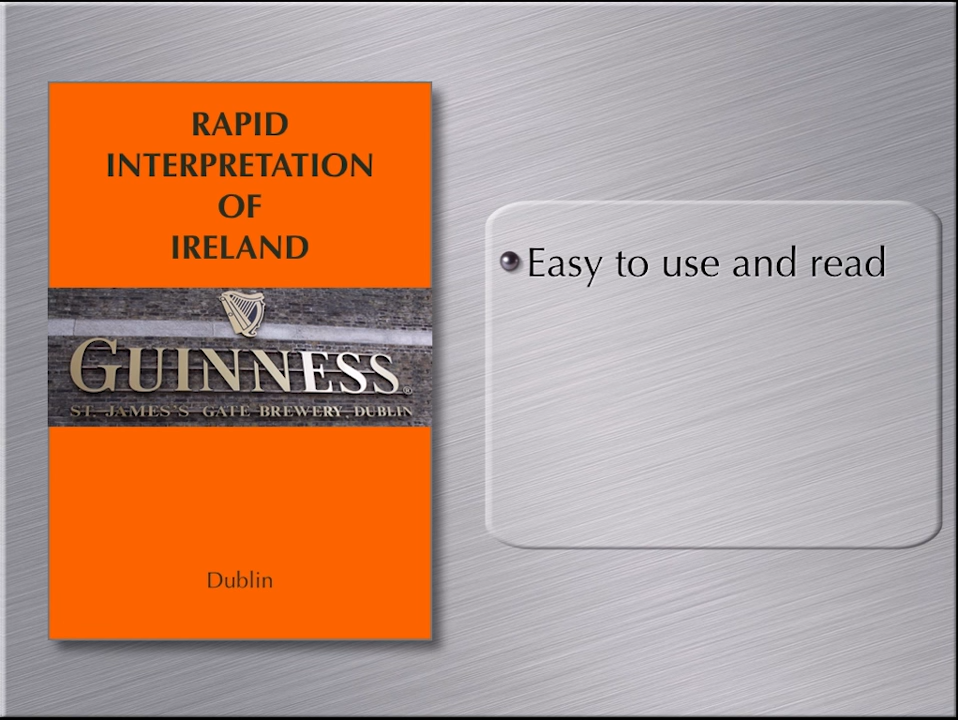 RAPID
INTERPRETATION
OF
IRELAND
GUINNESS®
ST. JAMES'S GATE BREWERY, DUBLIN
Dublin
Easy to use and read